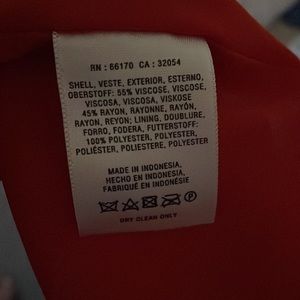 RN : 66170 CA : 32054
SHELL, VESTE, EXTERIOR, ESTERNO,
OBERSTOFF: 55% VISCOSE, VISCOSE,
VISCOSA, VISCOSA, VISKOSE
45% RAYON, RAYONNE, RAYÓN,
RAYON, REYON; LINING, DOUBLURE,
FORRO, FODERA, FUTTERSTOFF:
100% POLYESTER, POLYESTER,
POLIÉSTER, POLIESTERE, POLYESTER
MADE IN INDONESIA,
HECHO EN INDONESIA,
FABRIQUÉ EN INDONÉSIE
DRY CLEAN ONLY